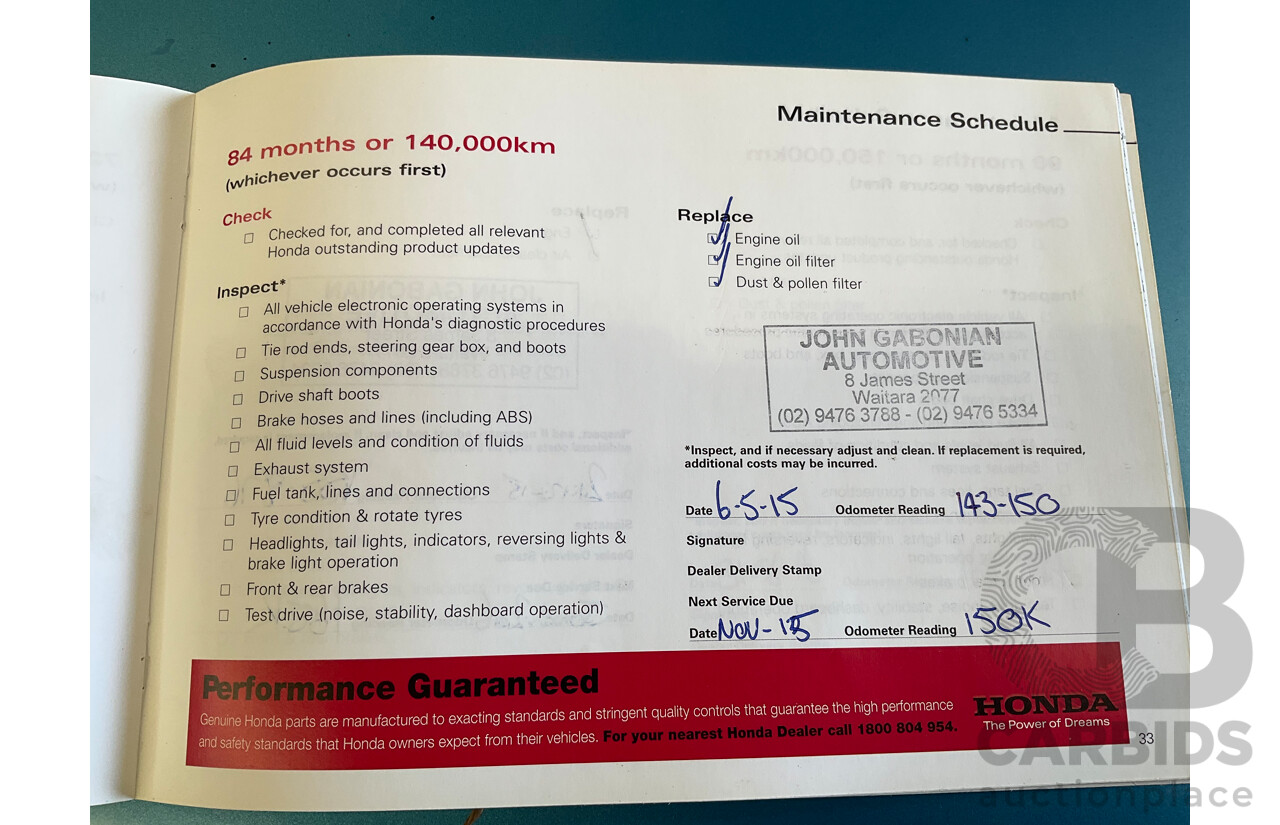 Maintenance Schedule
84 months or 140,000km
(whichever occurs first)
Check
Checked for, and completed all relevant
Honda outstanding product updates
Inspect*
All vehicle electronic operating systems in
accordance with Honda's diagnostic procedures
Tie rod ends, steering gear box, and boots
Suspension components
Drive shaft boots
Brake hoses and lines (including ABS)
All fluid levels and condition of fluids
Exhaust system
Fuel tank, lines and connections
Tyre condition & rotate tyres
Headlights, tail lights, indicators, reversing lights &
brake light operation
Front & rear brakes
Test drive (noise, stability, dashboard operation)
Replace
Engine oil
Engine oil filter
Dust & pollen filter
JOHN GABONIAN
AUTOMOTIVE
8 James Street
Waitara 2077
(02) 9476 3788 - (02) 9476 5334
*Inspect, and if necessary adjust and clean. If replacement is required,
additional costs may be incurred.
Date 6-5-15 Odometer Reading 143-150
Signature
Dealer Delivery Stamp
Next Service Due
Date NOV-15 Odometer Reading 150K
Performance Guaranteed
Genuine Honda parts are manufactured to exacting standards and stringent quality controls that guarantee the high performance
and safety standards that Honda owners expect from their vehicles. For your nearest Honda Dealer call 1800 804 954.
HONDA
The Power of Dreams
33
CARBIDS
auctionplace